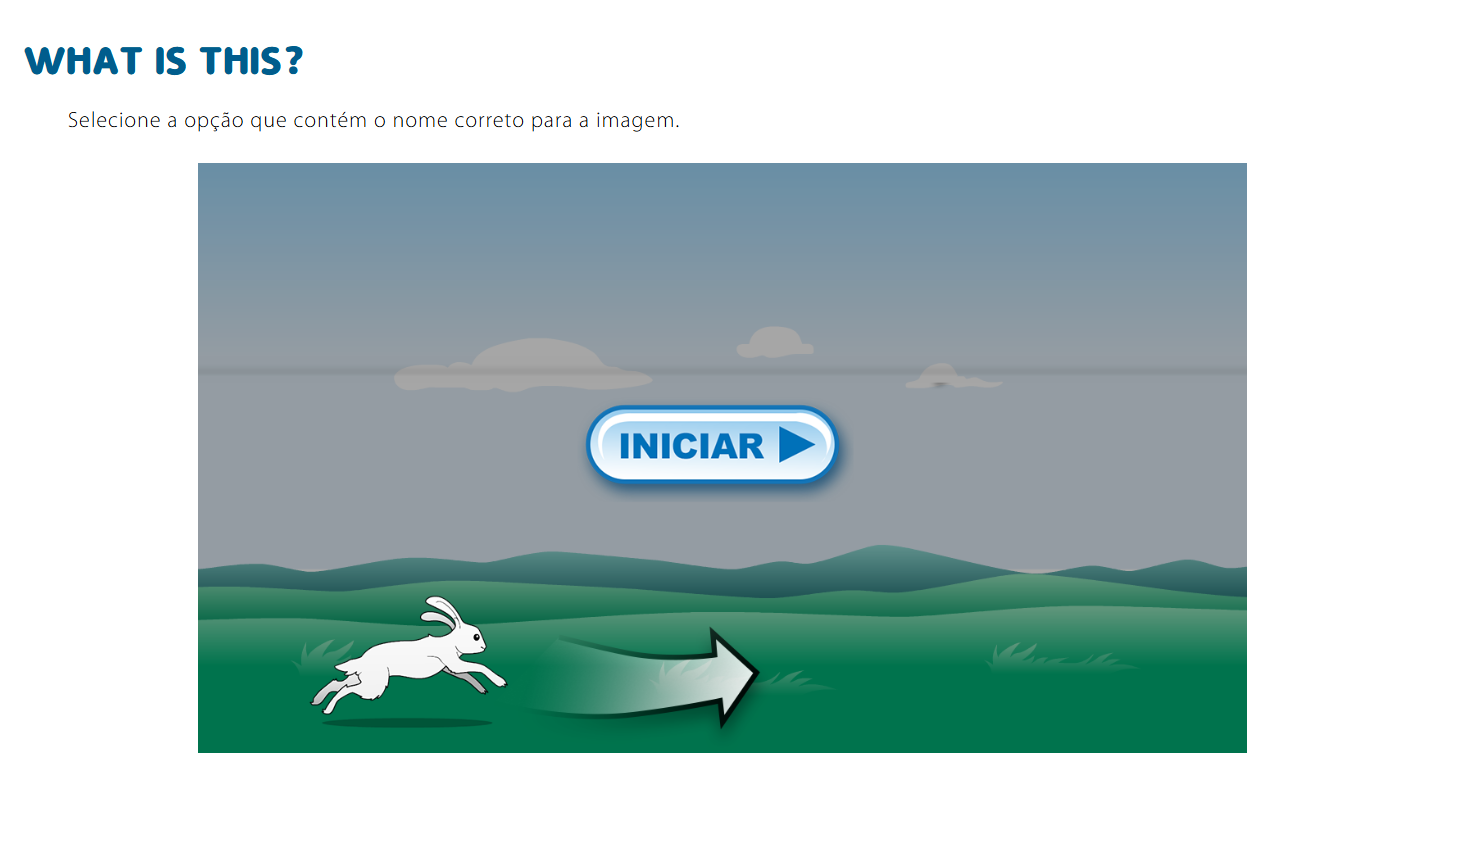 WHAT IS THIS?
Selecione a opção que contém o nome correto para a imagem.
INICIAR